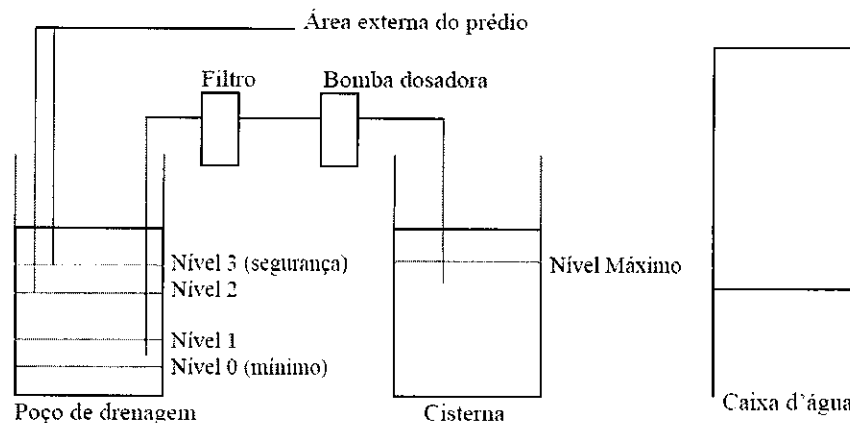 Área externa do prédio
Filtro
Bomba dosadora
Nível 3 (segurança)
Nível Máximo
Nível 2
Nível 1
Nível 0 (mínimo)
Poço de drenagem
Cisterna
Caixa d'água